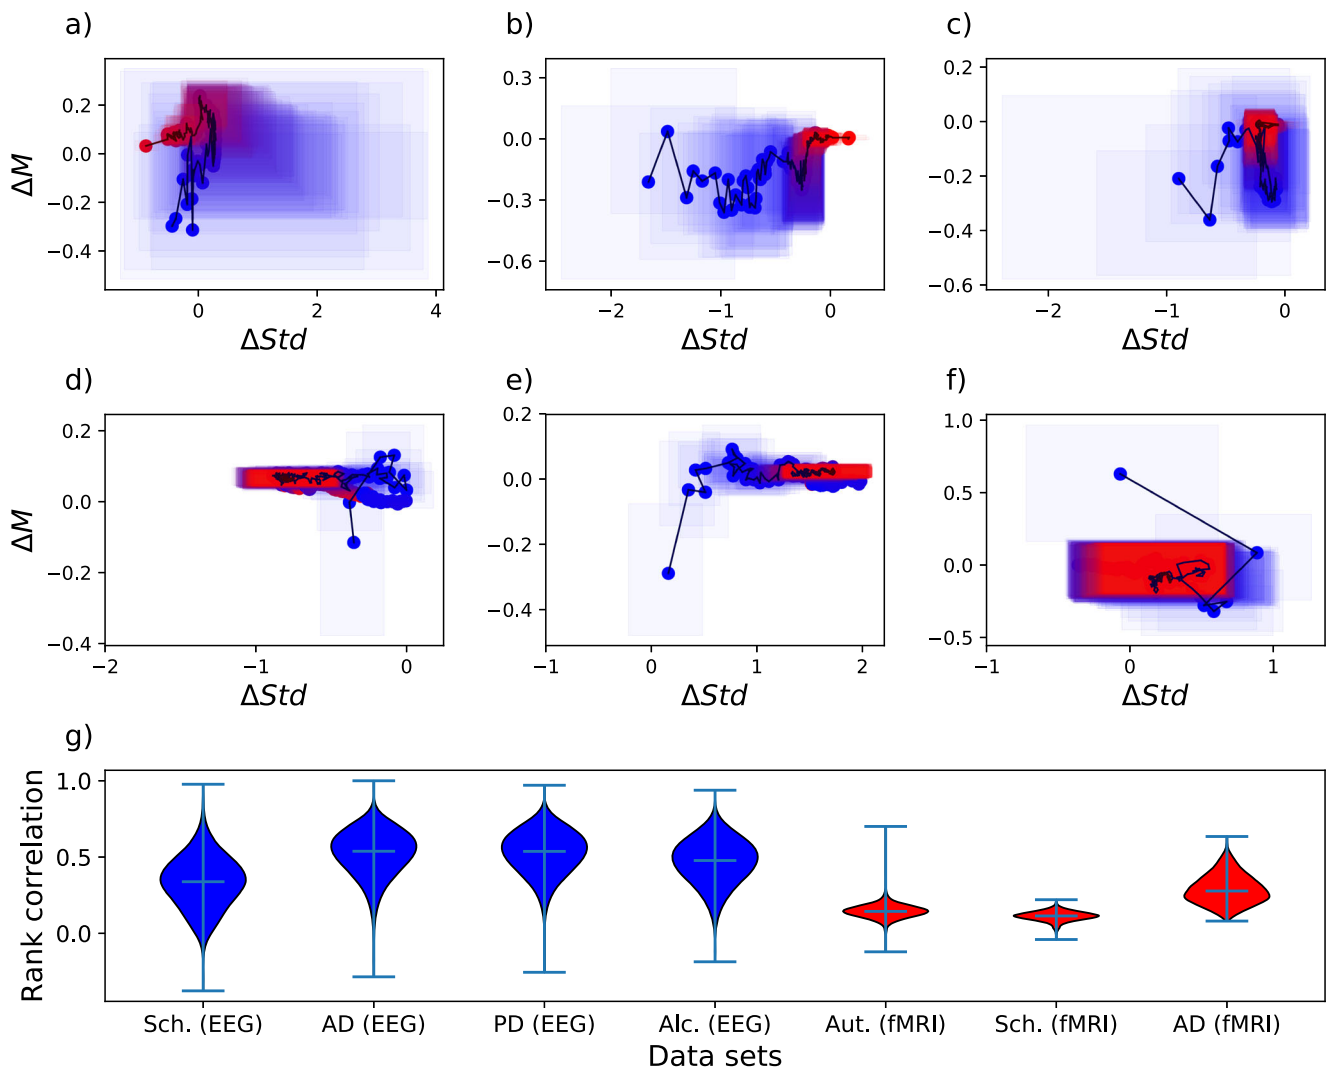 a) b) c)
0.2
0.0
−0.2
−0.4
ΔM
0 2 4
ΔStd
0.3
0.0
−0.3
−0.6
−2 −1 0
ΔStd
0.2
0.0
−0.2
−0.4
−0.6
−2 −1 0
ΔStd
d) e) f)
0.2
0.0
−0.2
−0.4
ΔM
−2 −1 0
ΔStd
0.2
0.0
−0.2
−0.4
−1 0 1 2
ΔStd
1.0
0.5
0.0
−0.5
−1 0 1
ΔStd
g)
1.0
0.5
0.0
Rank correlation
Sch. (EEG) AD (EEG) PD (EEG) Alc. (EEG) Aut. (fMRI) Sch. (fMRI) AD (fMRI)
Data sets